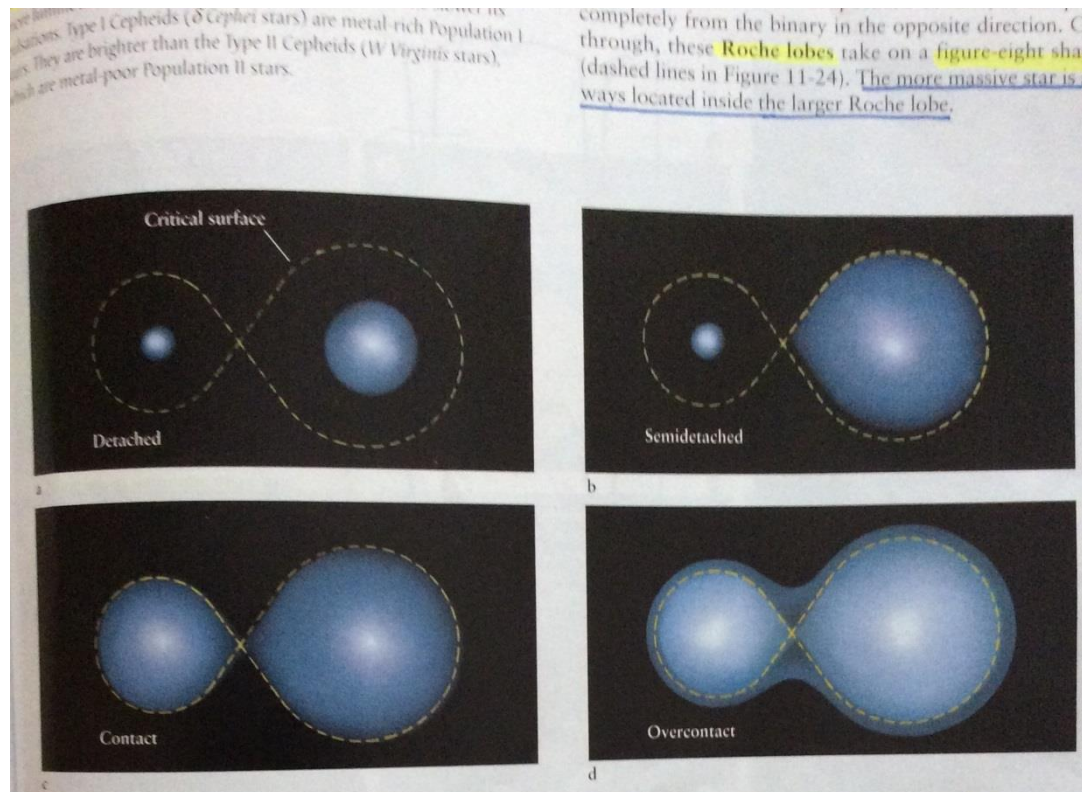 Type I Cepheids (δ Cephei stars) are metal-rich Population I
They are brighter than the Type II Cepheids (W Virginis stars),
which are metal-poor Population II stars.
completely from the binary in the opposite direction.
through, these Roche lobes take on a figure-eight sha
(dashed lines in Figure 11-24). The more massive star is
ways located inside the larger Roche lobe.
Critical surface
Detached
a
Semidetached
b
Contact
c
Overcontact
d